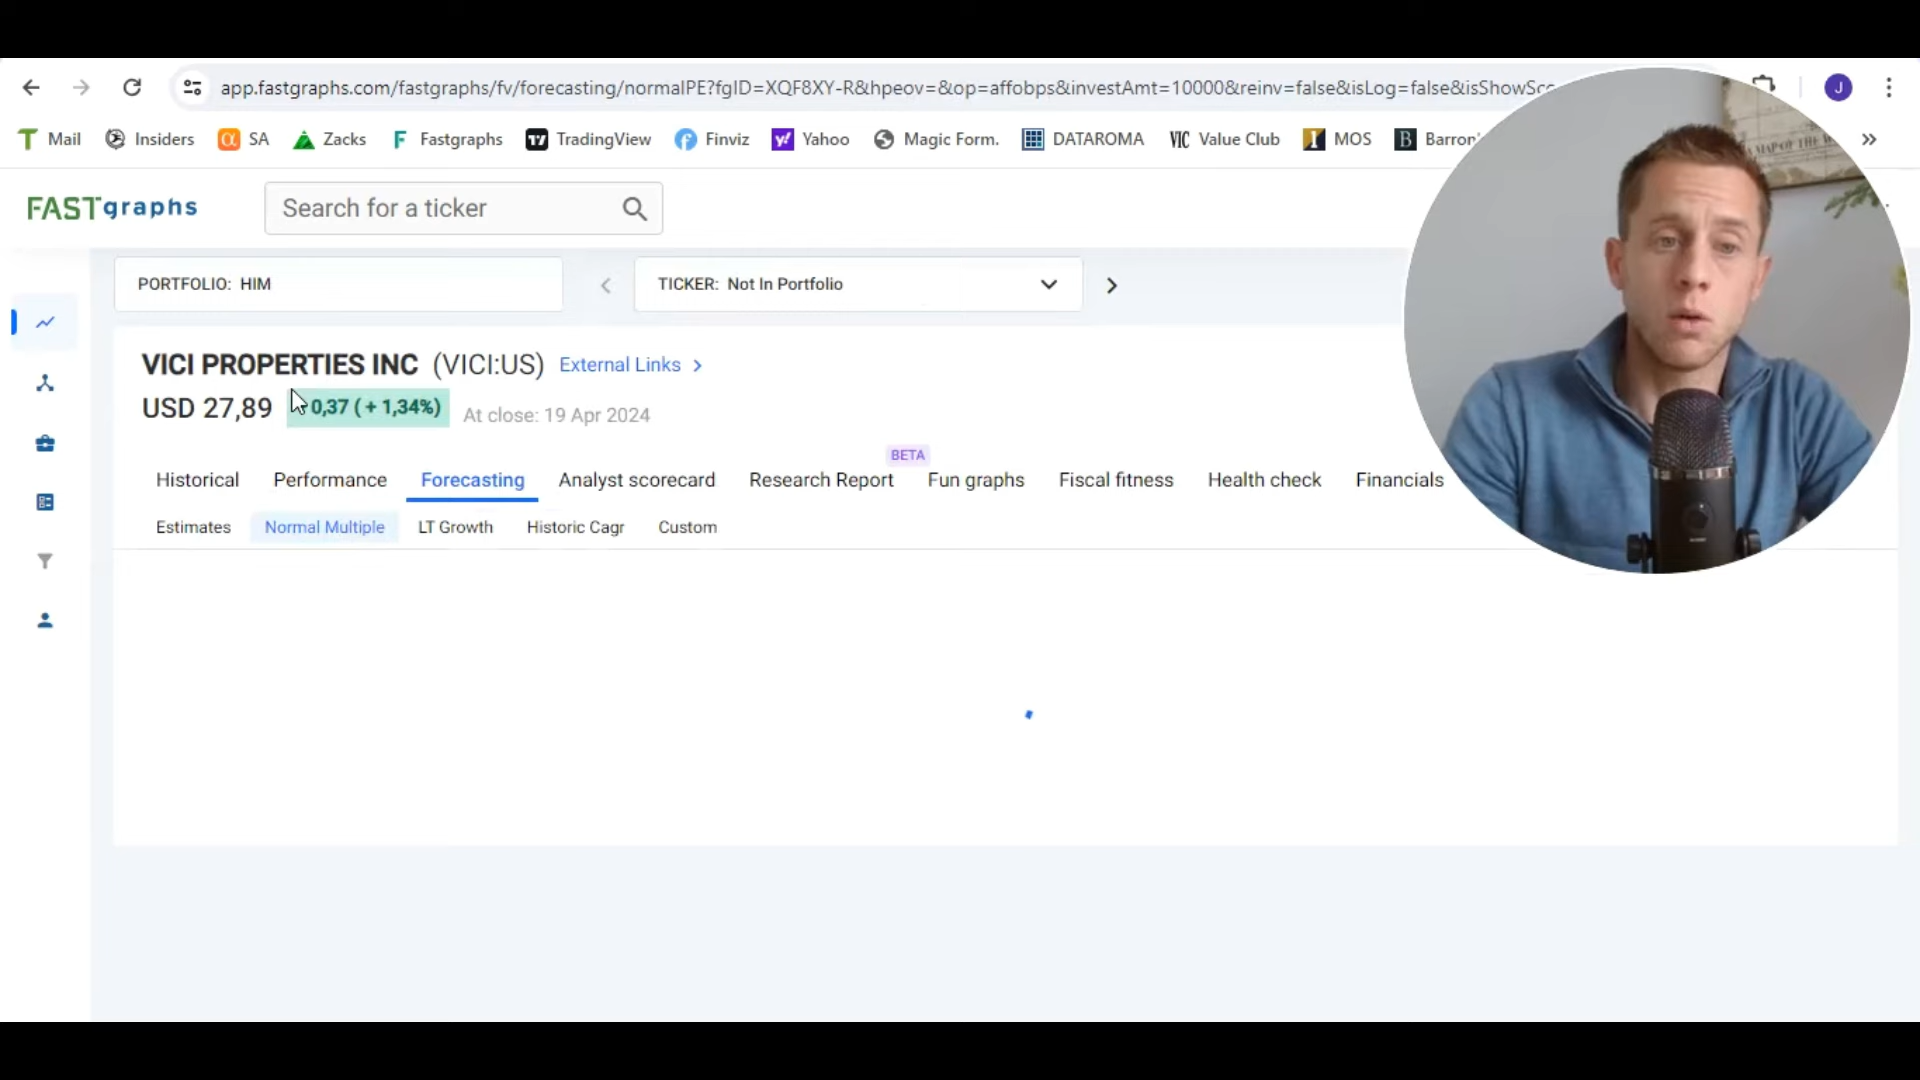 app.fastgraphs.com/fastgraphs/fv/forecasting/normalPE?fgID=XQF8XY-R&hpeov=&op=affobps&investAmt=10000&reinv=false&isLog=false&isShowSco
J
Mail Insiders SA Zacks Fastgraphs TradingView Finviz Yahoo Magic Form. DATAROMA VIC Value Club MOS B Barron'
FASTgraphs
Search for a ticker
PORTFOLIO: HIM
TICKER: Not In Portfolio
VICI PROPERTIES INC (VICI:US) External Links
USD 27,89 0,37 ( + 1,34%) At close: 19 Apr 2024
BETA
Historical Performance Forecasting Analyst scorecard Research Report Fun graphs Fiscal fitness Health check Financials
Estimates Normal Multiple LT Growth Historic Cagr Custom